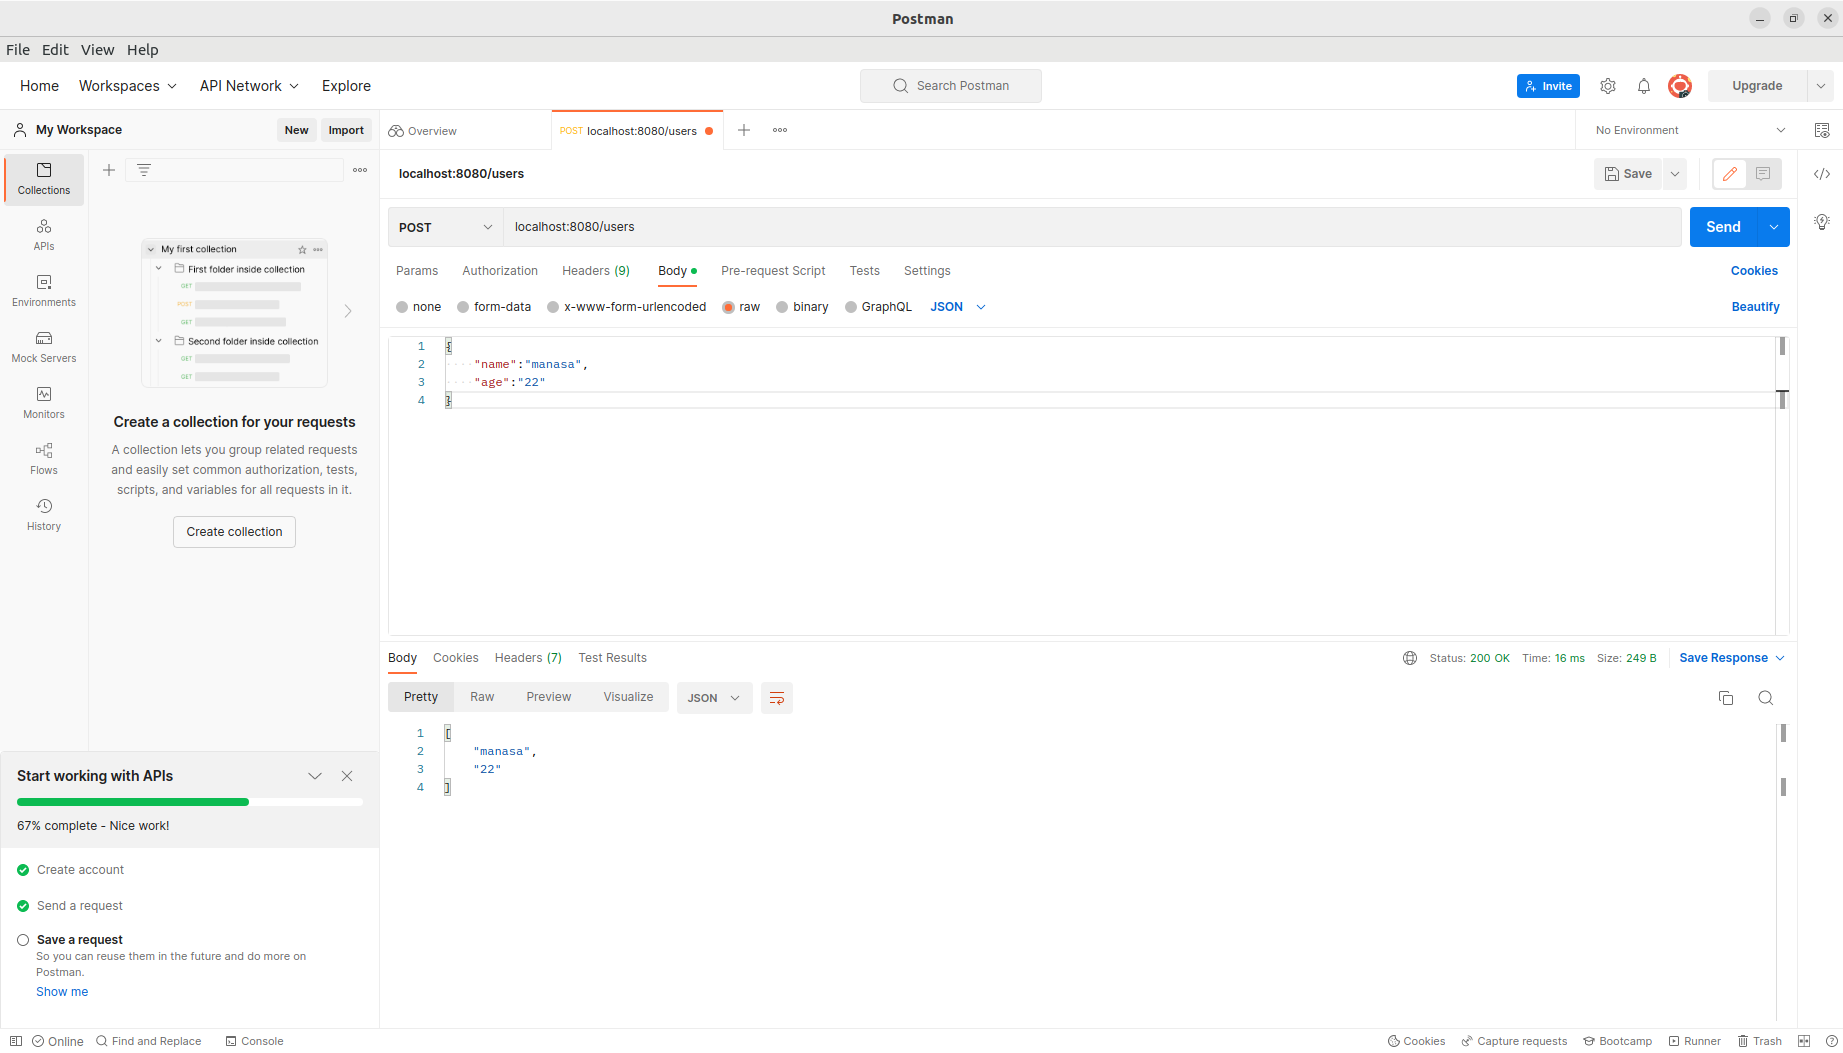 Postman
File Edit View Help
Home Workspaces API Network Explore Search Postman Invite Upgrade
My Workspace New Import Overview POST localhost:8080/users No Environment
localhost:8080/users Save
Collections
APIs
Environments
Mock Servers
Monitors
Flows
History
My first collection
First folder inside collection
GET
POST
GET
Second folder inside collection
GET
GET
Create a collection for your requests
A collection lets you group related requests
and easily set common authorization, tests,
scripts, and variables for all requests in it.
Create collection
POST localhost:8080/users Send
Params Authorization Headers (9) Body Pre-request Script Tests Settings Cookies
none form-data x-www-form-urlencoded raw binary GraphQL JSON Beautify
1 {
2 "name":"manasa",
3 "age":"22"
4 }
Body Cookies Headers (7) Test Results Status: 200 OK Time: 16 ms Size: 249 B Save Response
Pretty Raw Preview Visualize JSON
1 [
2 "manasa",
3 "22"
4 ]
Start working with APIs
67% complete - Nice work!
Create account
Send a request
Save a request
So you can reuse them in the future and do more on
Postman.
Show me
Online Find and Replace Console Cookies Capture requests Bootcamp Runner Trash